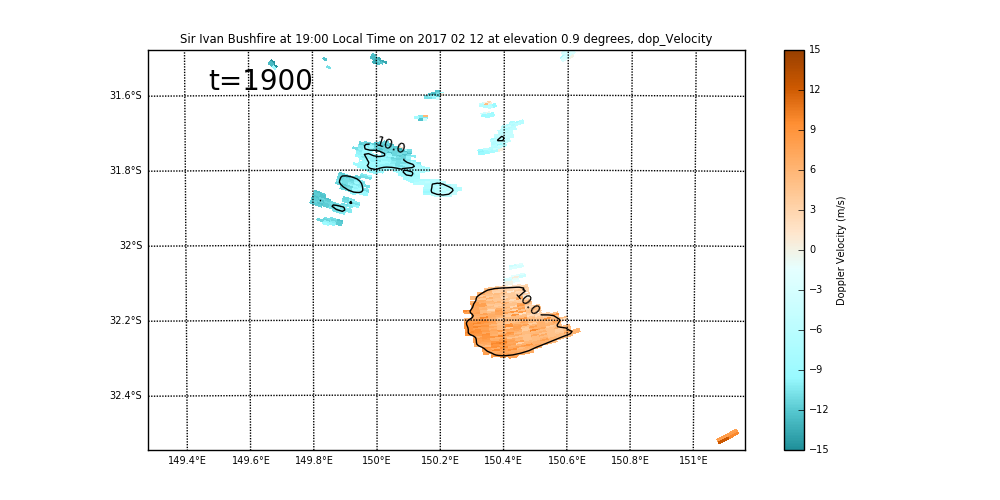 Sir Ivan Bushfire at 19:00 Local Time on 2017 02 12 at elevation 0.9 degrees, dop_Velocity
t=1900
31.6°S
31.8°S
32°S
32.2°S
32.4°S
10.0
10.0
149.4°E 149.6°E 149.8°E 150°E 150.2°E 150.4°E 150.6°E 150.8°E 151°E
15
12
9
6
3
0
−3
−6
−9
−12
−15
Doppler Velocity (m/s)